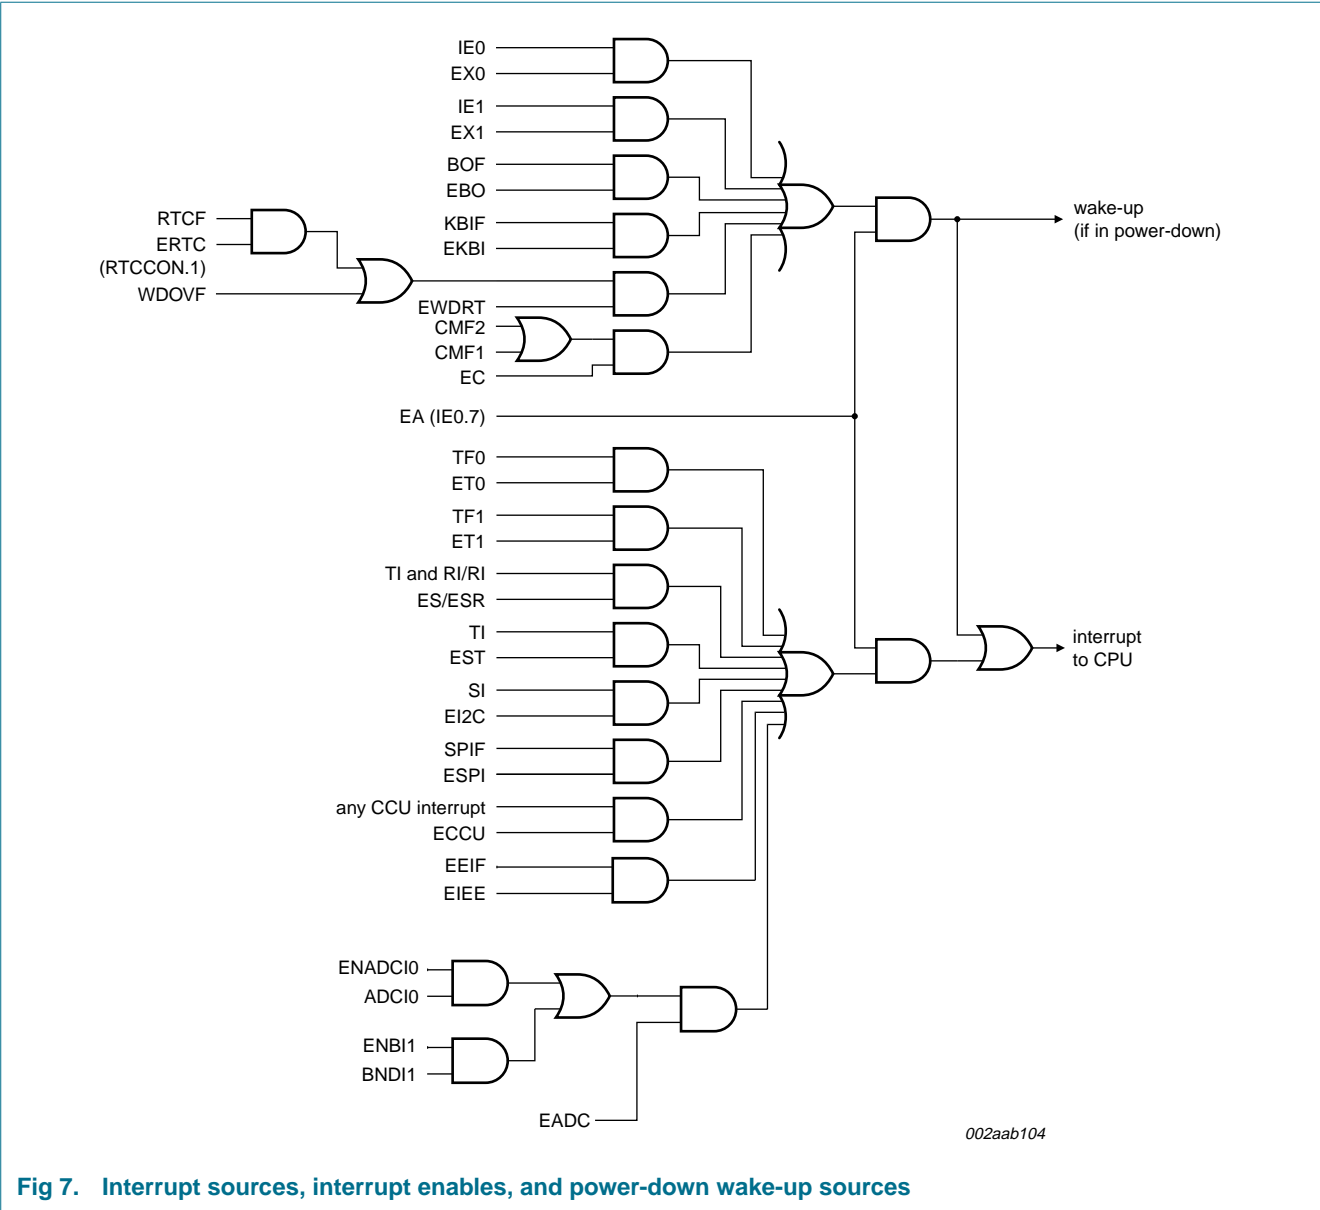 IE0
EX0
IE1
EX1
BOF
EBO
KBIF
EKBI
RTCF
ERTC
(RTCCON.1)
WDOVF
EWDRT
CMF2
CMF1
EC
wake-up
(if in power-down)
EA (IE0.7)
TF0
ET0
TF1
ET1
TI and RI/RI
ES/ESR
TI
EST
SI
EI2C
SPIF
ESPI
any CCU interrupt
ECCU
EEIF
EIEE
interrupt
to CPU
ENADCI0
ADCI0
ENBI1
BNDI1
EADC
002aab104
Fig 7. Interrupt sources, interrupt enables, and power-down wake-up sources